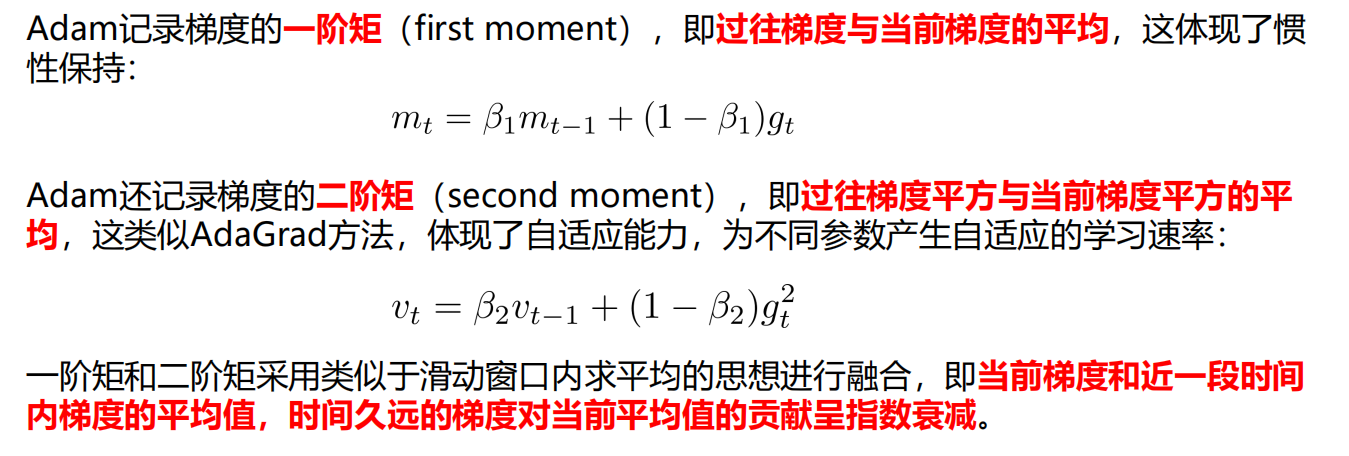 Adam记录梯度的一阶矩（first moment），即过往梯度与当前梯度的平均，这体现了惯
性保持：
m_t = β_1 m_{t−1} + (1 − β_1) g_t
Adam还记录梯度的二阶矩（second moment），即过往梯度平方与当前梯度平方的平
均，这类似AdaGrad方法，体现了自适应能力，为不同参数产生自适应的学习速率：
v_t = β_2 v_{t−1} + (1 − β_2) g_t^2
一阶矩和二阶矩采用类似于滑动窗口内求平均的思想进行融合，即当前梯度和近一段时间
内梯度的平均值，时间久远的梯度对当前平均值的贡献呈指数衰减。